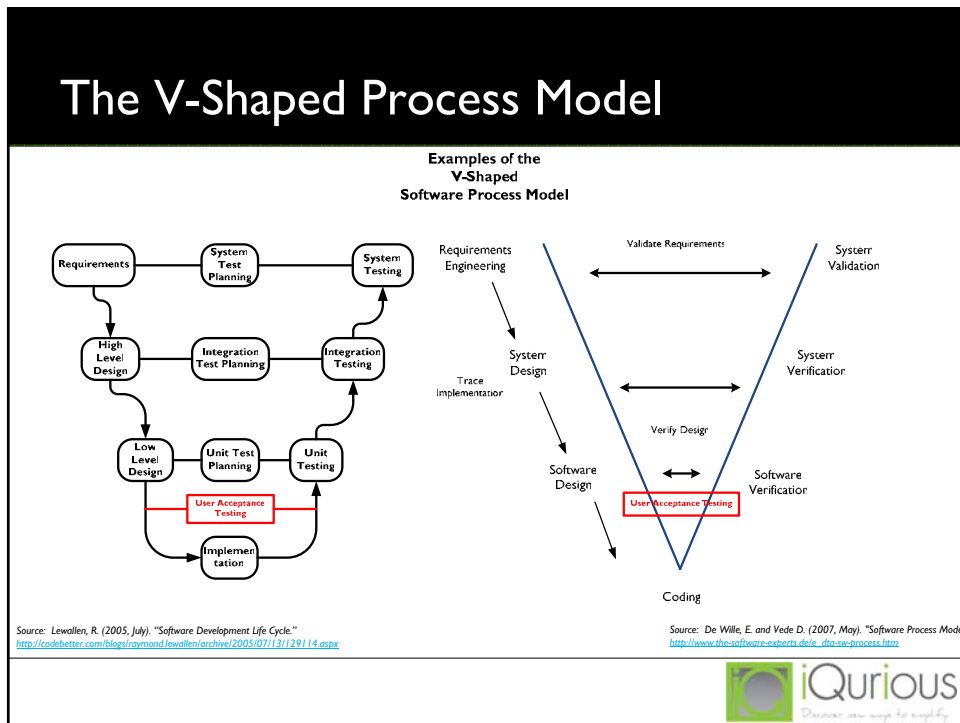 The V-Shaped Process Model
Examples of the
V-Shaped
Software Process Model
Requirements
System
Test
Planning
System
Testing
High
Level
Design
Integration
Test Planning
Integration
Testing
Low
Level
Design
Unit Test
Planning
Unit
Testing
User Acceptance
Testing
Implemen
tation
Requirements
Engineering
Validate Requirements
System
Validation
System
Design
System
Verification
Trace
Implementation
Verify Design
Software
Design
Software
Verification
User Acceptance Testing
Coding
Source: Lewallen, R. (2005, July). "Software Development Life Cycle."
http://codebetter.com/blogs/raymond.lewallen/archive/2005/07/13/129114.aspx
Source: De Wille, E. and Vede D. (2007, May). "Software Process Mode
http://www.the-software-experts.de/e_dta-sw-process.htm
iQurious
Discover new ways to simplify